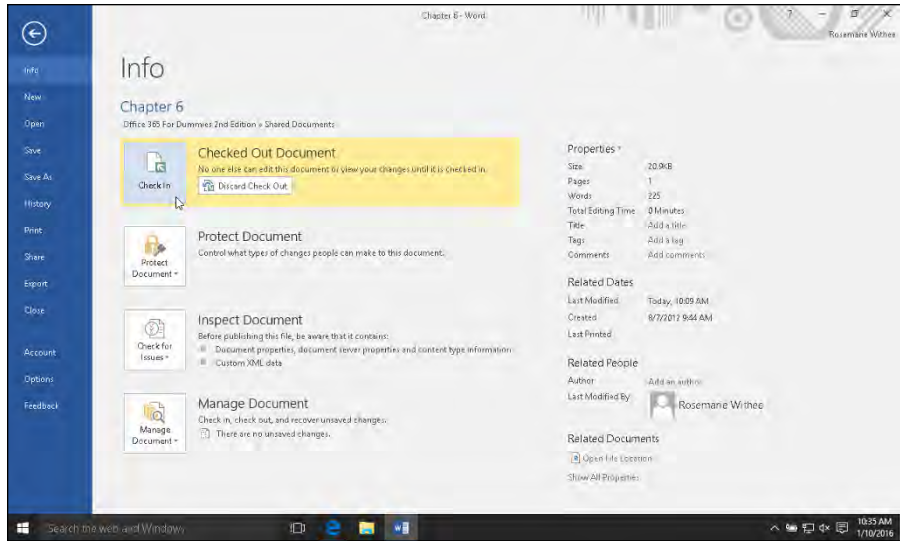 Chapter 6 - Word
? –
Rosemarie Withee
Info
New
Open
Save
Save As
History
Print
Share
Export
Close
Account
Options
Feedback
Info
Chapter 6
Office 365 For Dummies 2nd Edition » Shared Documents
Check In
Checked Out Document
No one else can edit this document or view your changes until it is checked in.
Discard Check Out
Protect
Document
Protect Document
Control what types of changes people can make to this document.
Check for
Issues
Inspect Document
Before publishing this file, be aware that it contains:
Document properties, document server properties and content type information
Custom XML data
Manage
Document
Manage Document
Check in, check out, and recover unsaved changes.
There are no unsaved changes.
Properties
Size 20.9KB
Pages 1
Words 225
Total Editing Time 0 Minutes
Title Add a title
Tags Add a tag
Comments Add comments
Related Dates
Last Modified Today, 10:09 AM
Created 8/7/2012 9:44 AM
Last Printed
Related People
Author Add an author
Last Modified By Rosemarie Withee
Related Documents
Open File Location
Show All Properties
Search the web and Windows
10:35 AM
1/10/2016